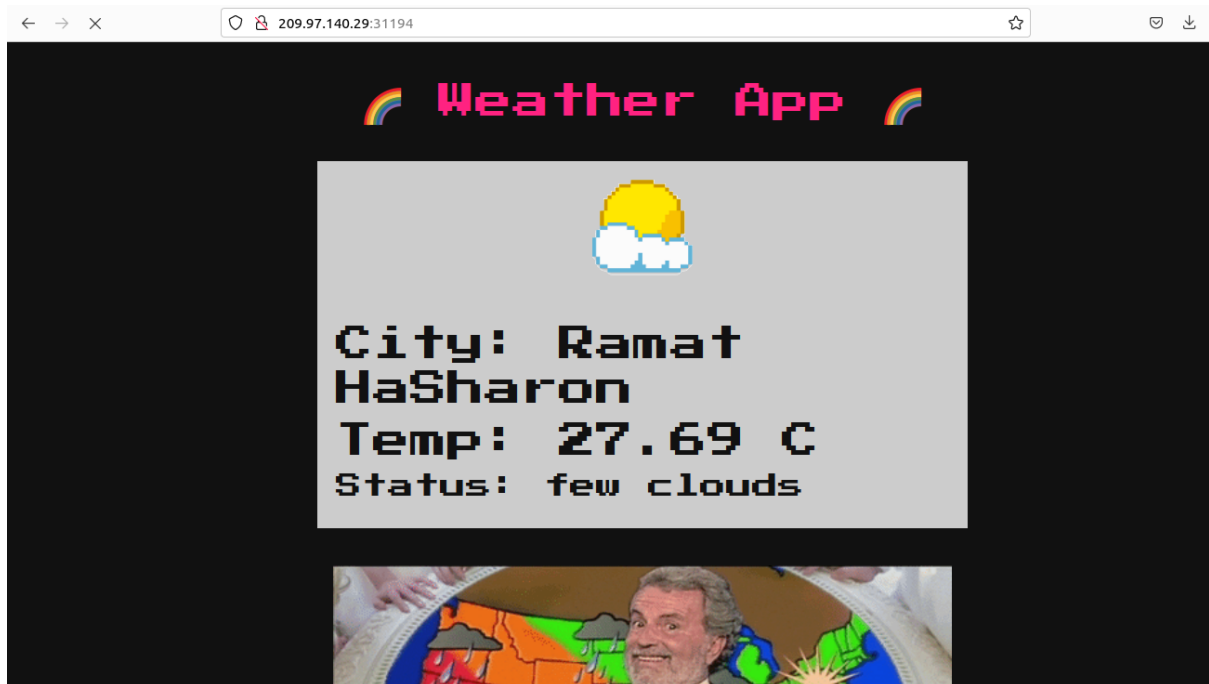 209.97.140.29:31194
Weather App
City: Ramat
HaSharon
Temp: 27.69 C
Status: few clouds